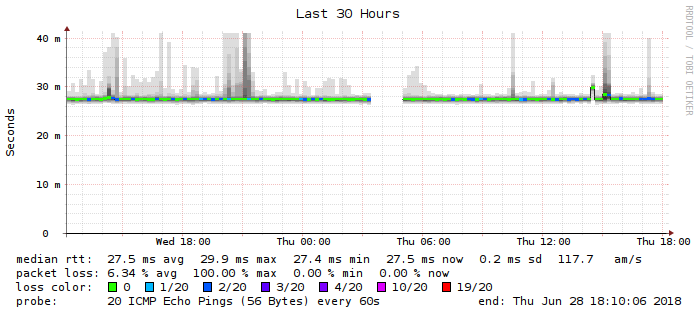 Last 30 Hours
RRDTOOL / TOBI OETIKER
Seconds
40 m
30 m
20 m
10 m
0
Wed 18:00 Thu 00:00 Thu 06:00 Thu 12:00 Thu 18:00
median rtt: 27.5 ms avg 29.9 ms max 27.4 ms min 27.5 ms now 0.2 ms sd 117.7 am/s
packet loss: 6.34 % avg 100.00 % max 0.00 % min 0.00 % now
loss color: 0 1/20 2/20 3/20 4/20 10/20 19/20
probe: 20 ICMP Echo Pings (56 Bytes) every 60s end: Thu Jun 28 18:10:06 2018